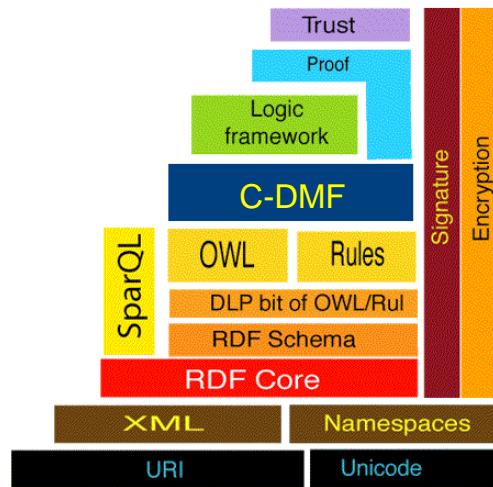 Trust
Proof
Logic
framework
C-DMF
Signature
Encryption
SparQL
OWL
Rules
DLP bit of OWL/Rul
RDF Schema
RDF Core
XML
Namespaces
URI
Unicode